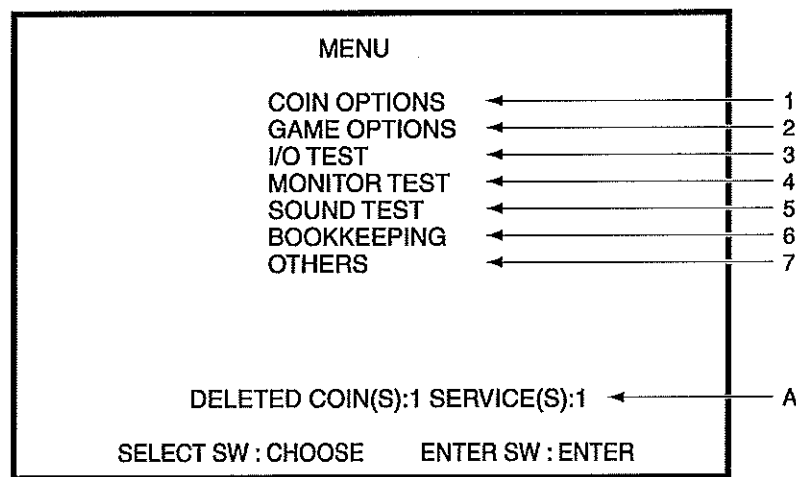 MENU
COIN OPTIONS 1
GAME OPTIONS 2
I/O TEST 3
MONITOR TEST 4
SOUND TEST 5
BOOKKEEPING 6
OTHERS 7
DELETED COIN(S):1 SERVICE(S):1 A
SELECT SW : CHOOSE ENTER SW : ENTER